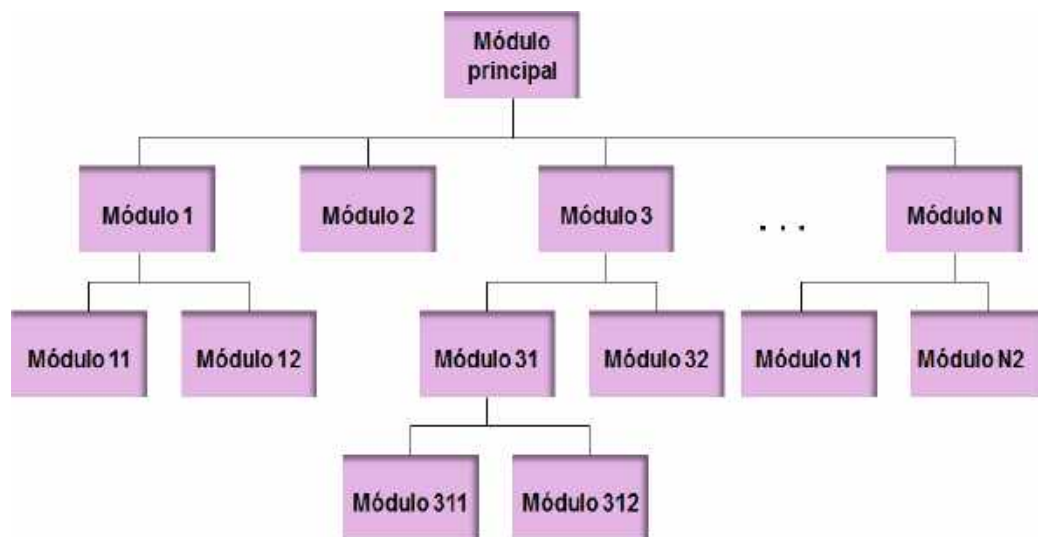 Módulo
principal
Módulo 1
Módulo 2
Módulo 3
. . .
Módulo N
Módulo 11
Módulo 12
Módulo 31
Módulo 32
Módulo N1
Módulo N2
Módulo 311
Módulo 312